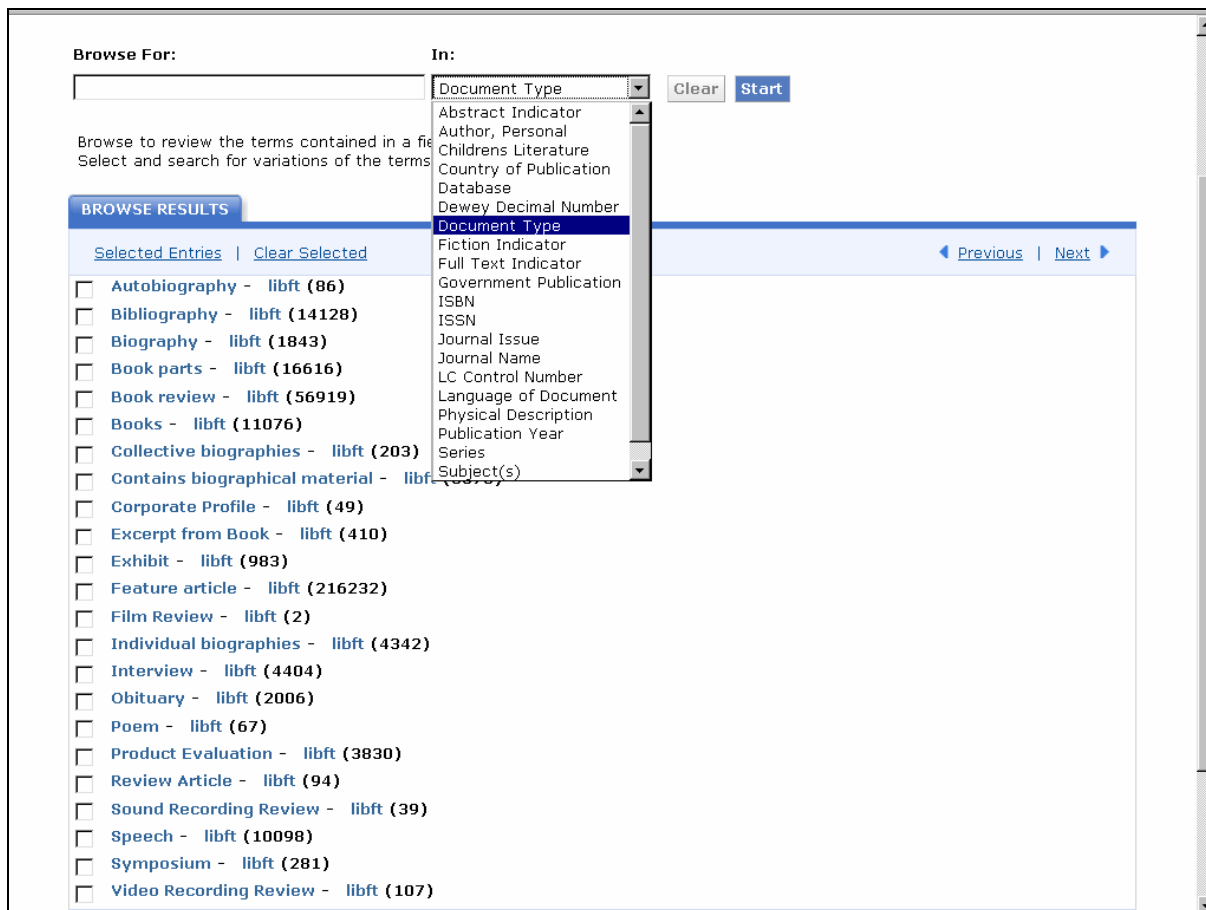 Browse For: In:
Document Type Clear Start
Abstract Indicator
Author, Personal
Childrens Literature
Country of Publication
Database
Dewey Decimal Number
Document Type
Fiction Indicator
Full Text Indicator
Government Publication
ISBN
ISSN
Journal Issue
Journal Name
LC Control Number
Language of Document
Physical Description
Publication Year
Series
Subject(s)
Browse to review the terms contained in a fie
Select and search for variations of the terms
BROWSE RESULTS
Selected Entries | Clear Selected Previous | Next
Autobiography - libft (86)
Bibliography - libft (14128)
Biography - libft (1843)
Book parts - libft (16616)
Book review - libft (56919)
Books - libft (11076)
Collective biographies - libft (203)
Contains biographical material - libft
Corporate Profile - libft (49)
Excerpt from Book - libft (410)
Exhibit - libft (983)
Feature article - libft (216232)
Film Review - libft (2)
Individual biographies - libft (4342)
Interview - libft (4404)
Obituary - libft (2006)
Poem - libft (67)
Product Evaluation - libft (3830)
Review Article - libft (94)
Sound Recording Review - libft (39)
Speech - libft (10098)
Symposium - libft (281)
Video Recording Review - libft (107)